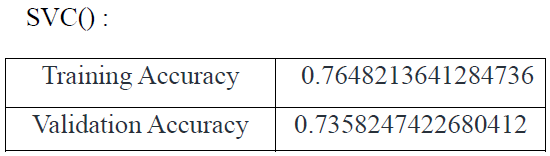 SVC() :
Training Accuracy 0.7648213641284736
Validation Accuracy 0.7358247422680412